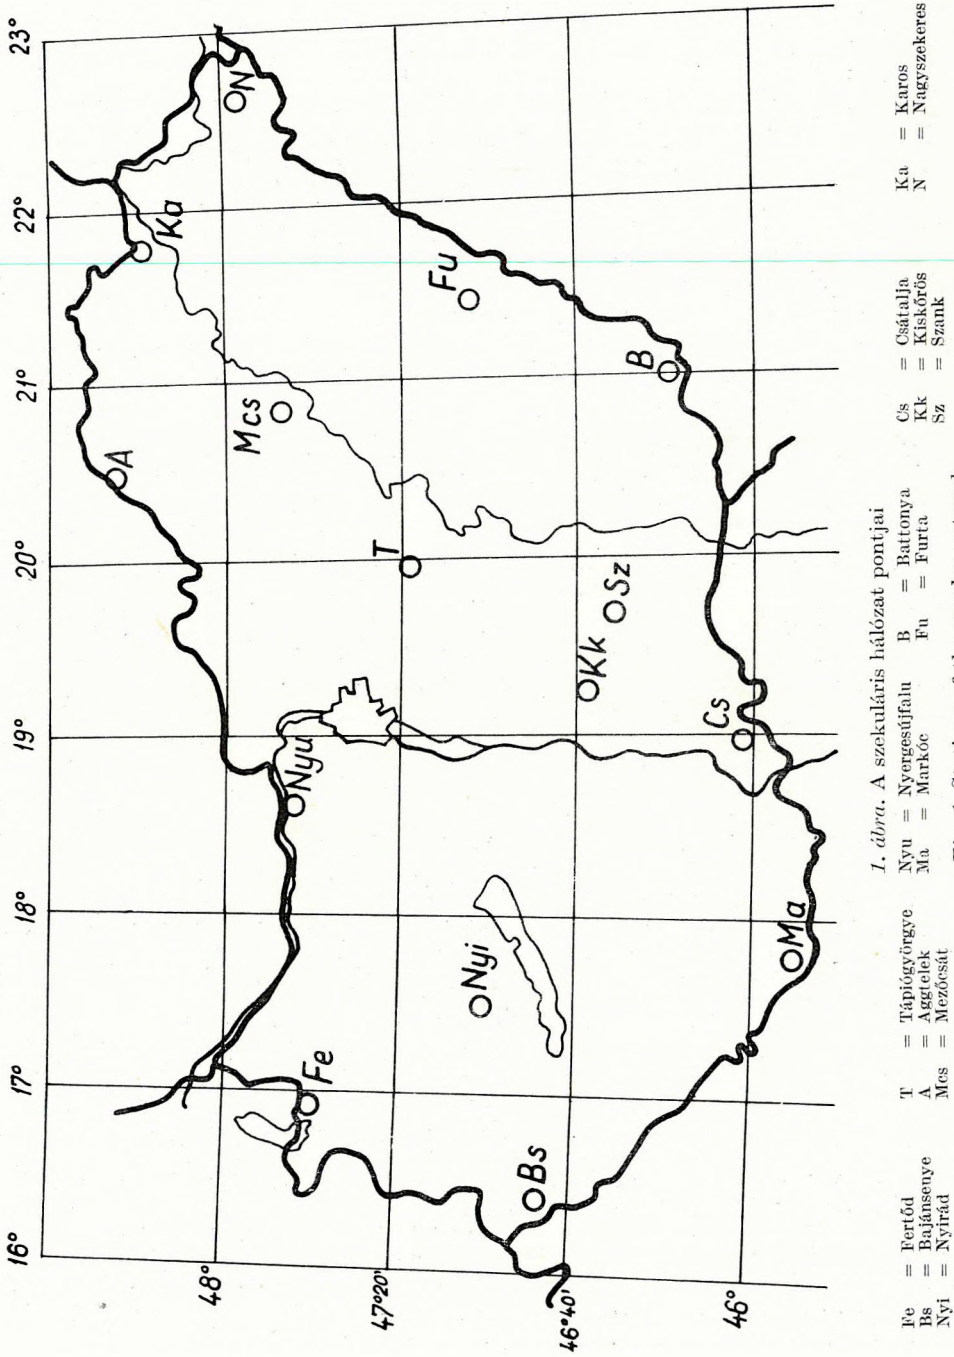 16° 17° 18° 19° 20° 21° 22° 23°
48°
47°20'
46°40'
46°
A
Ka
N
Mcs
Fu
T
B
Nyu
Kk
Sz
Cs
Fe
Nyi
Bs
Ma
1. ábra. A szekuláris hálózat pontjai
Fe = Fertőd
Bs = Bajánsenye
Nyi = Nyirád
T = Tápiógyörgye
A = Aggtelek
Mcs = Mezőcsát
Nyu = Nyergesújfalu
Ma = Markóc
B = Battonya
Fu = Furta
Cs = Csátalja
Kk = Kiskőrös
Sz = Szank
Ka = Karos
N = Nagyszekeres